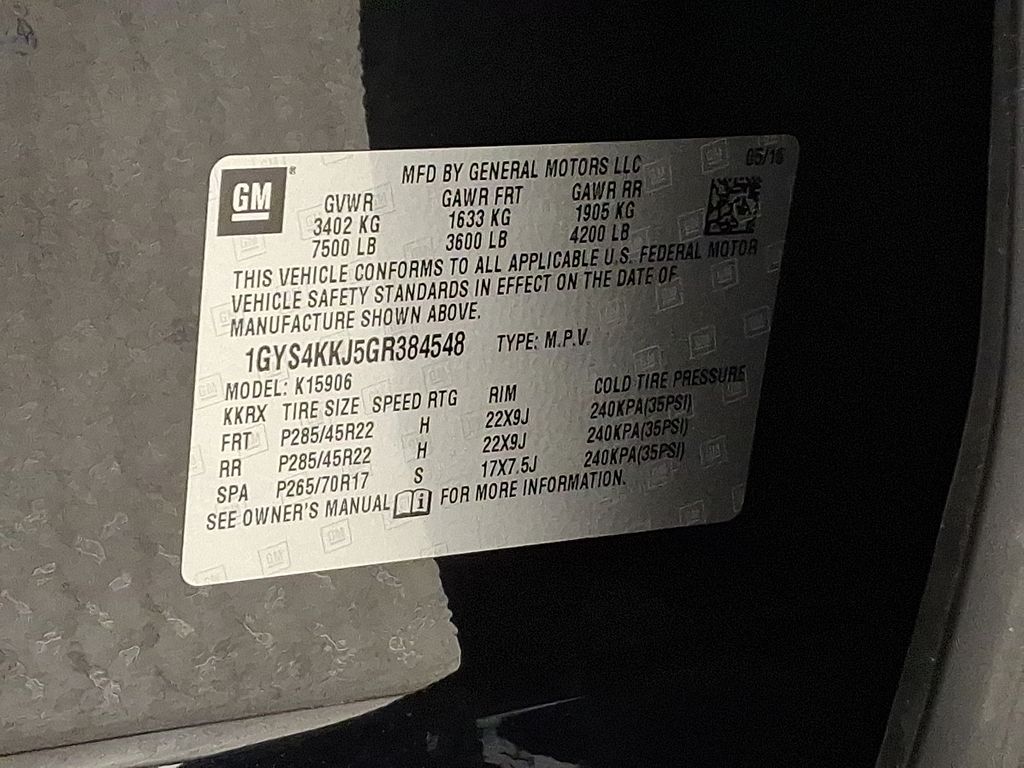 GM
MFD BY GENERAL MOTORS LLC
05/16
GVWR GAWR FRT GAWR RR
3402 KG 1633 KG 1905 KG
7500 LB 3600 LB 4200 LB
THIS VEHICLE CONFORMS TO ALL APPLICABLE U.S. FEDERAL MOTOR
VEHICLE SAFETY STANDARDS IN EFFECT ON THE DATE OF
MANUFACTURE SHOWN ABOVE.
1GYS4KKJ5GR384548 TYPE: M.P.V.
MODEL: K15906
KKRX TIRE SIZE SPEED RTG RIM COLD TIRE PRESSURE
FRT P285/45R22 H 22X9J 240KPA(35PSI)
RR P285/45R22 H 22X9J 240KPA(35PSI)
SPA P265/70R17 S 17X7.5J 240KPA(35PSI)
SEE OWNER'S MANUAL i FOR MORE INFORMATION.